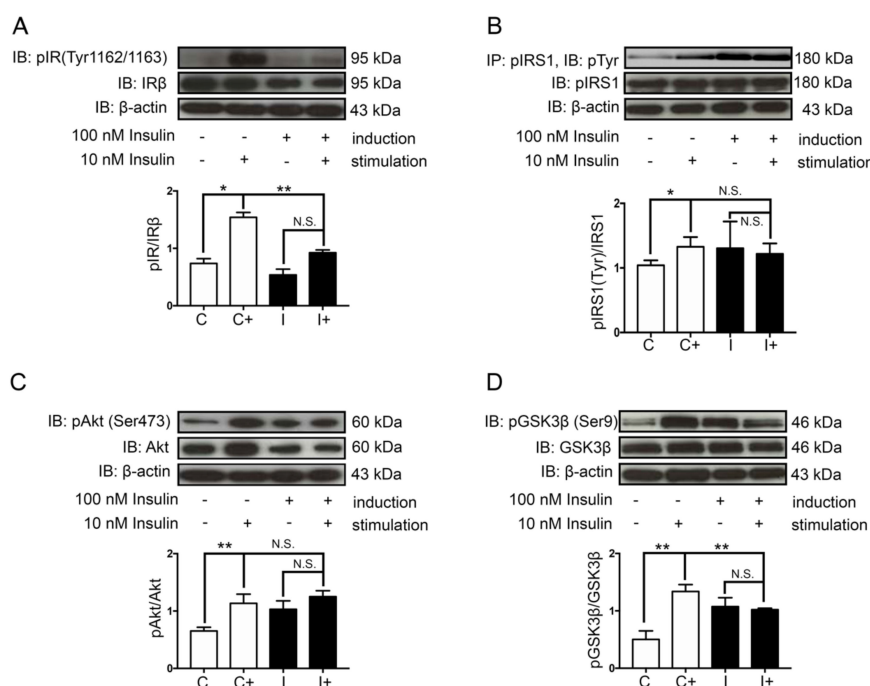 A
IB: pIR(Tyr1162/1163) 95 kDa
IB: IRβ 95 kDa
IB: β-actin 43 kDa
100 nM Insulin - - + + induction
10 nM Insulin - + - + stimulation
2
* **
N.S.
1
0
pIR/IRβ
C C+ I I+
B
IP: pIRS1, IB: pTyr 180 kDa
IB: pIRS1 180 kDa
IB: β-actin 43 kDa
100 nM Insulin - - + + induction
10 nM Insulin - + - + stimulation
2
* N.S.
N.S.
1
0
pIRS1(Tyr)/IRS1
C C+ I I+
C
IB: pAkt (Ser473) 60 kDa
IB: Akt 60 kDa
IB: β-actin 43 kDa
100 nM Insulin - - + + induction
10 nM Insulin - + - + stimulation
2
** N.S.
N.S.
1
0
pAkt/Akt
C C+ I I+
D
IB: pGSK3β (Ser9) 46 kDa
IB: GSK3β 46 kDa
IB: β-actin 43 kDa
100 nM Insulin - - + + induction
10 nM Insulin - + - + stimulation
2
** **
N.S.
1
0
pGSK3β/GSK3β
C C+ I I+